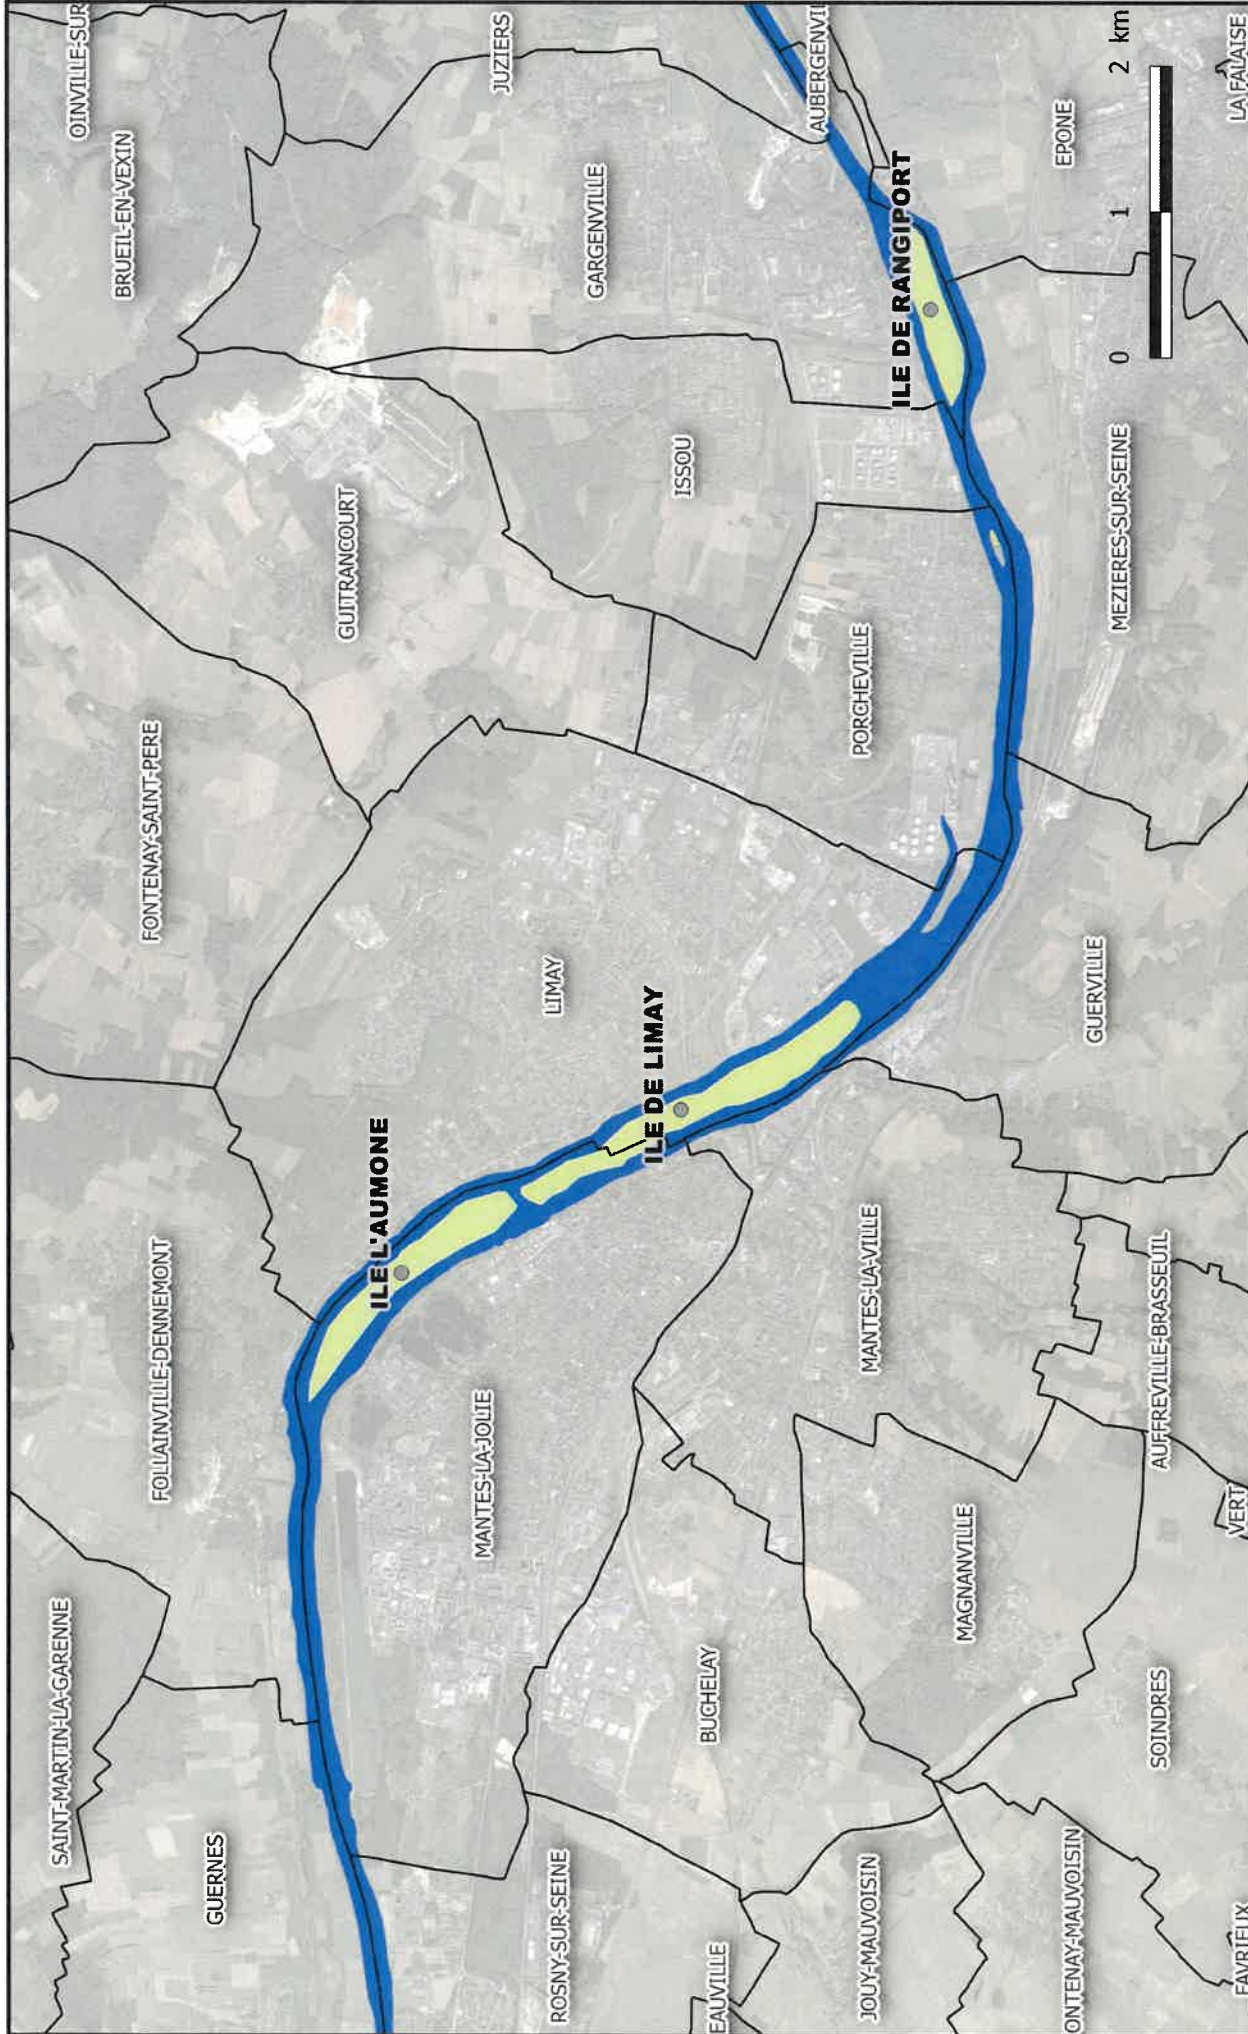 SAINT-MARTIN-LA-GARENNE
OINVILLE-SUR
BRUEIL-EN-VEXIN
FONTENAY-SAINT-PERE
FOLLAINVILLE-DENNEMONT
GUERNES
GUITRANCOURT
JUZIERS
ILE L'AUMONE
MANTES-LA-JOLIE
LIMAY
GARGENVILLE
ROSNY-SUR-SEINE
ILE DE LIMAY
ISSOU
BUCHELAY
EAUVILLE
AUBERGENVIL
PORCHEVILLE
MANTES-LA-VILLE
JOUY-MAUVOISIN
ILE DE RANGIPORT
MAGNANVILLE
EPONE
ONTENAY-MAUVOISIN
GUERVILLE
MEZIERES-SUR-SEINE
0 1 2 km
SOINDRES
AUFFREVILLE-BRASSEUIL
FAVRIEUX
VERT
LA FALAISE